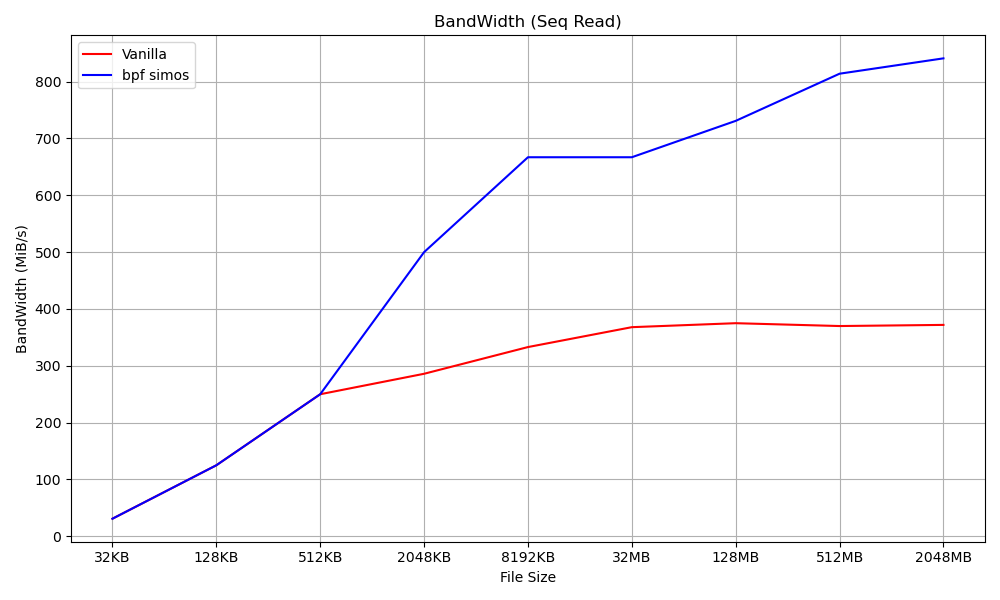 BandWidth (Seq Read)
Vanilla
bpf simos
BandWidth (MiB/s)
800
700
600
500
400
300
200
100
0
32KB 128KB 512KB 2048KB 8192KB 32MB 128MB 512MB 2048MB
File Size